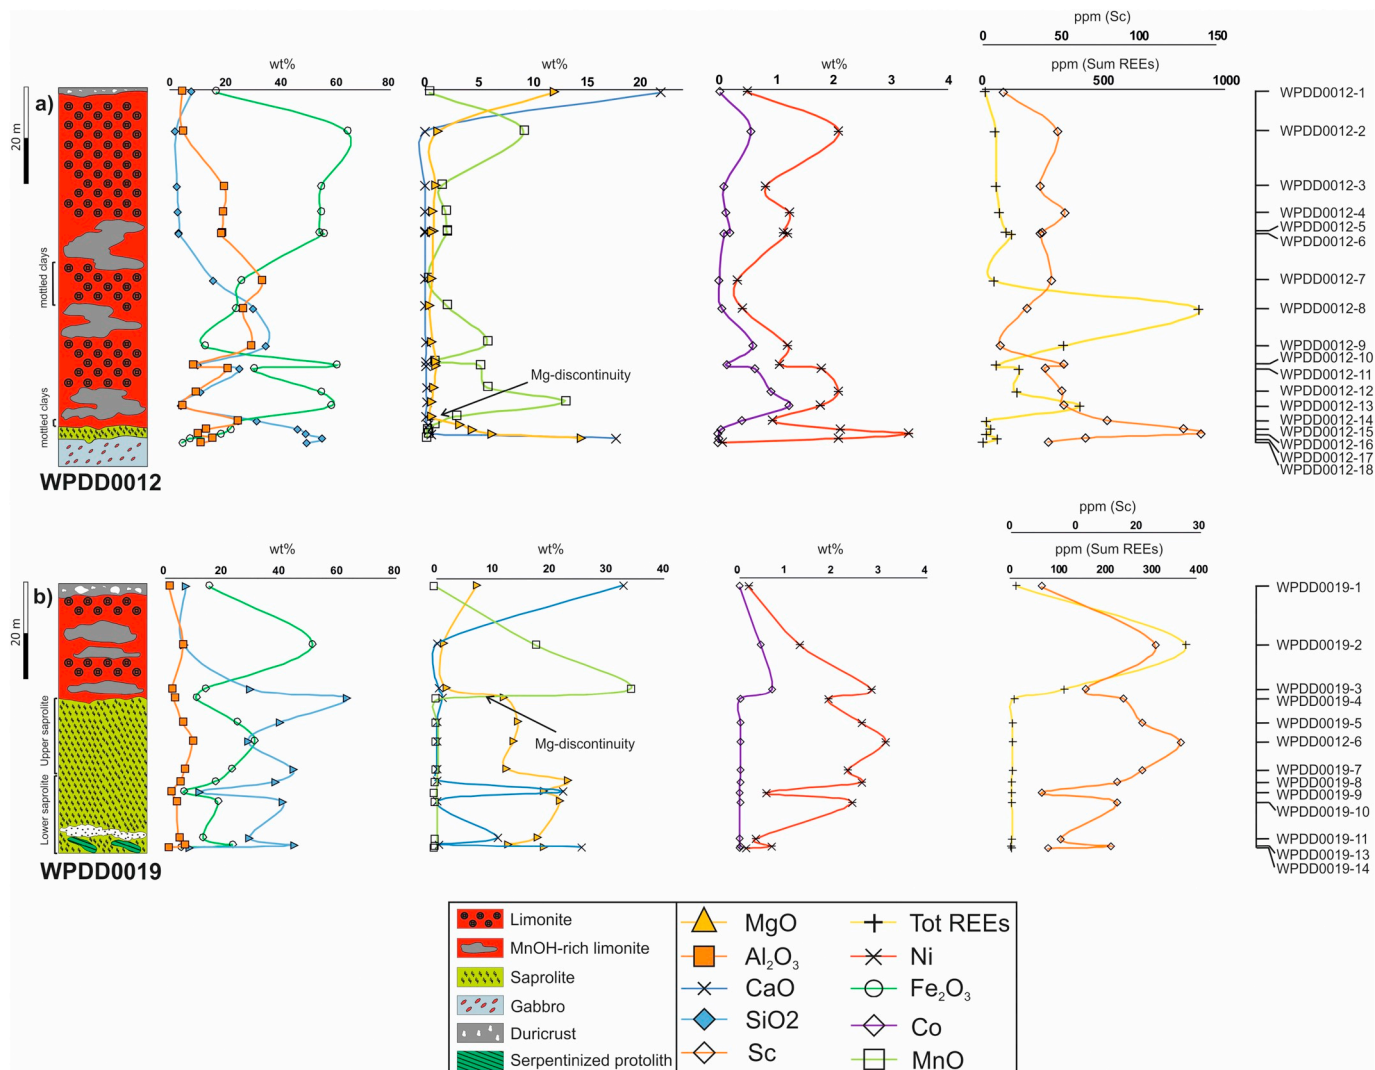 ppm (Sc)
0 50 100 150
wt% wt% wt% ppm (Sum REEs)
0 20 40 60 80 0 5 10 15 20 0 1 2 3 4 0 500 1000
a)
20 m
mottled clays
mottled clays
Mg-discontinuity
WPDD0012
WPDD0012-1
WPDD0012-2
WPDD0012-3
WPDD0012-4
WPDD0012-5
WPDD0012-6
WPDD0012-7
WPDD0012-8
WPDD0012-9
WPDD0012-10
WPDD0012-11
WPDD0012-12
WPDD0012-13
WPDD0012-14
WPDD0012-15
WPDD0012-16
WPDD0012-17
WPDD0012-18
ppm (Sc)
0 0 20 30
wt% wt% wt% ppm (Sum REEs)
0 20 40 60 80 0 10 20 30 40 0 1 2 3 4 0 100 200 300 400
b)
20 m
Upper saprolite
Lower saprolite
Mg-discontinuity
WPDD0019
WPDD0019-1
WPDD0019-2
WPDD0019-3
WPDD0019-4
WPDD0019-5
WPDD0012-6
WPDD0019-7
WPDD0019-8
WPDD0019-9
WPDD0019-10
WPDD0019-11
WPDD0019-13
WPDD0019-14
Limonite
MnOH-rich limonite
Saprolite
Gabbro
Duricrust
Serpentinized protolith
MgO
Al2O3
CaO
SiO2
Sc
Tot REEs
Ni
Fe2O3
Co
MnO